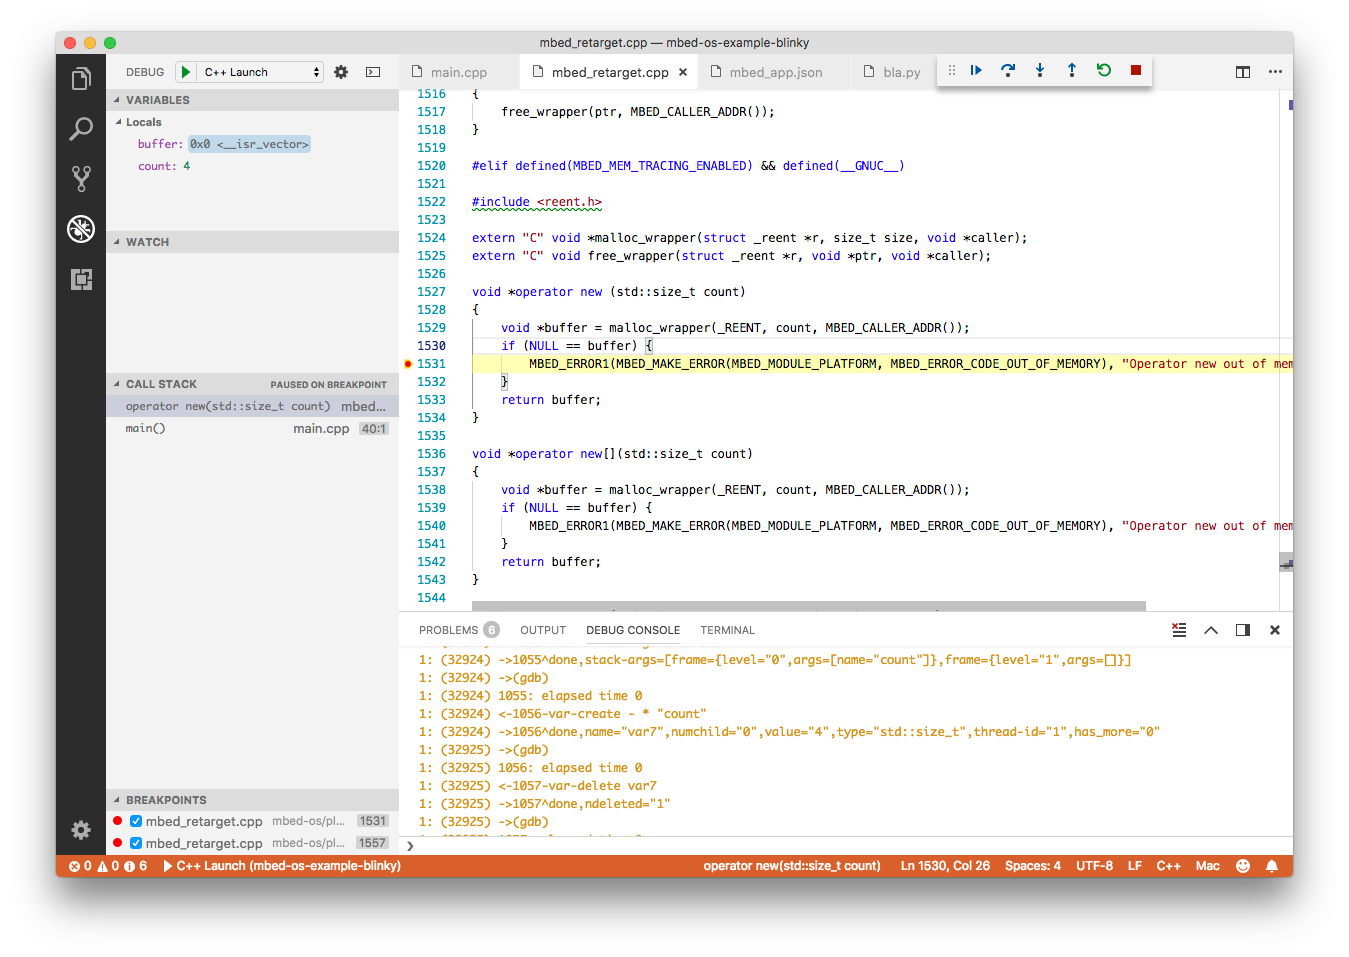 mbed_retarget.cpp — mbed-os-example-blinky
DEBUG C++ Launch
main.cpp mbed_retarget.cpp mbed_app.json bla.py
VARIABLES
Locals
buffer: 0x0 <__isr_vector>
count: 4
WATCH
CALL STACK PAUSED ON BREAKPOINT
operator new(std::size_t count) mbed...
main() main.cpp 40:1
BREAKPOINTS
mbed_retarget.cpp mbed-os/pl... 1531
mbed_retarget.cpp mbed-os/pl... 1557
1516 {
1517 free_wrapper(ptr, MBED_CALLER_ADDR());
1518 }
1519
1520 #elif defined(MBED_MEM_TRACING_ENABLED) && defined(__GNUC__)
1521
1522 #include <reent.h>
1523
1524 extern "C" void *malloc_wrapper(struct _reent *r, size_t size, void *caller);
1525 extern "C" void free_wrapper(struct _reent *r, void *ptr, void *caller);
1526
1527 void *operator new (std::size_t count)
1528 {
1529 void *buffer = malloc_wrapper(_REENT, count, MBED_CALLER_ADDR());
1530 if (NULL == buffer) {
1531 MBED_ERROR1(MBED_MAKE_ERROR(MBED_MODULE_PLATFORM, MBED_ERROR_CODE_OUT_OF_MEMORY), "Operator new out of mem
1532 }
1533 return buffer;
1534 }
1535
1536 void *operator new[](std::size_t count)
1537 {
1538 void *buffer = malloc_wrapper(_REENT, count, MBED_CALLER_ADDR());
1539 if (NULL == buffer) {
1540 MBED_ERROR1(MBED_MAKE_ERROR(MBED_MODULE_PLATFORM, MBED_ERROR_CODE_OUT_OF_MEMORY), "Operator new out of mem
1541 }
1542 return buffer;
1543 }
1544
PROBLEMS 6 OUTPUT DEBUG CONSOLE TERMINAL
1: (32924) ->1055^done,stack-args=[frame={level="0",args=[name="count"]},frame={level="1",args=[]}]
1: (32924) ->(gdb)
1: (32924) 1055: elapsed time 0
1: (32924) <-1056-var-create - * "count"
1: (32924) ->1056^done,name="var7",numchild="0",value="4",type="std::size_t",thread-id="1",has_more="0"
1: (32925) ->(gdb)
1: (32925) 1056: elapsed time 0
1: (32925) <-1057-var-delete var7
1: (32925) ->1057^done,ndeleted="1"
1: (32925) ->(gdb)
0 0 6 C++ Launch (mbed-os-example-blinky) operator new(std::size_t count) Ln 1530, Col 26 Spaces: 4 UTF-8 LF C++ Mac